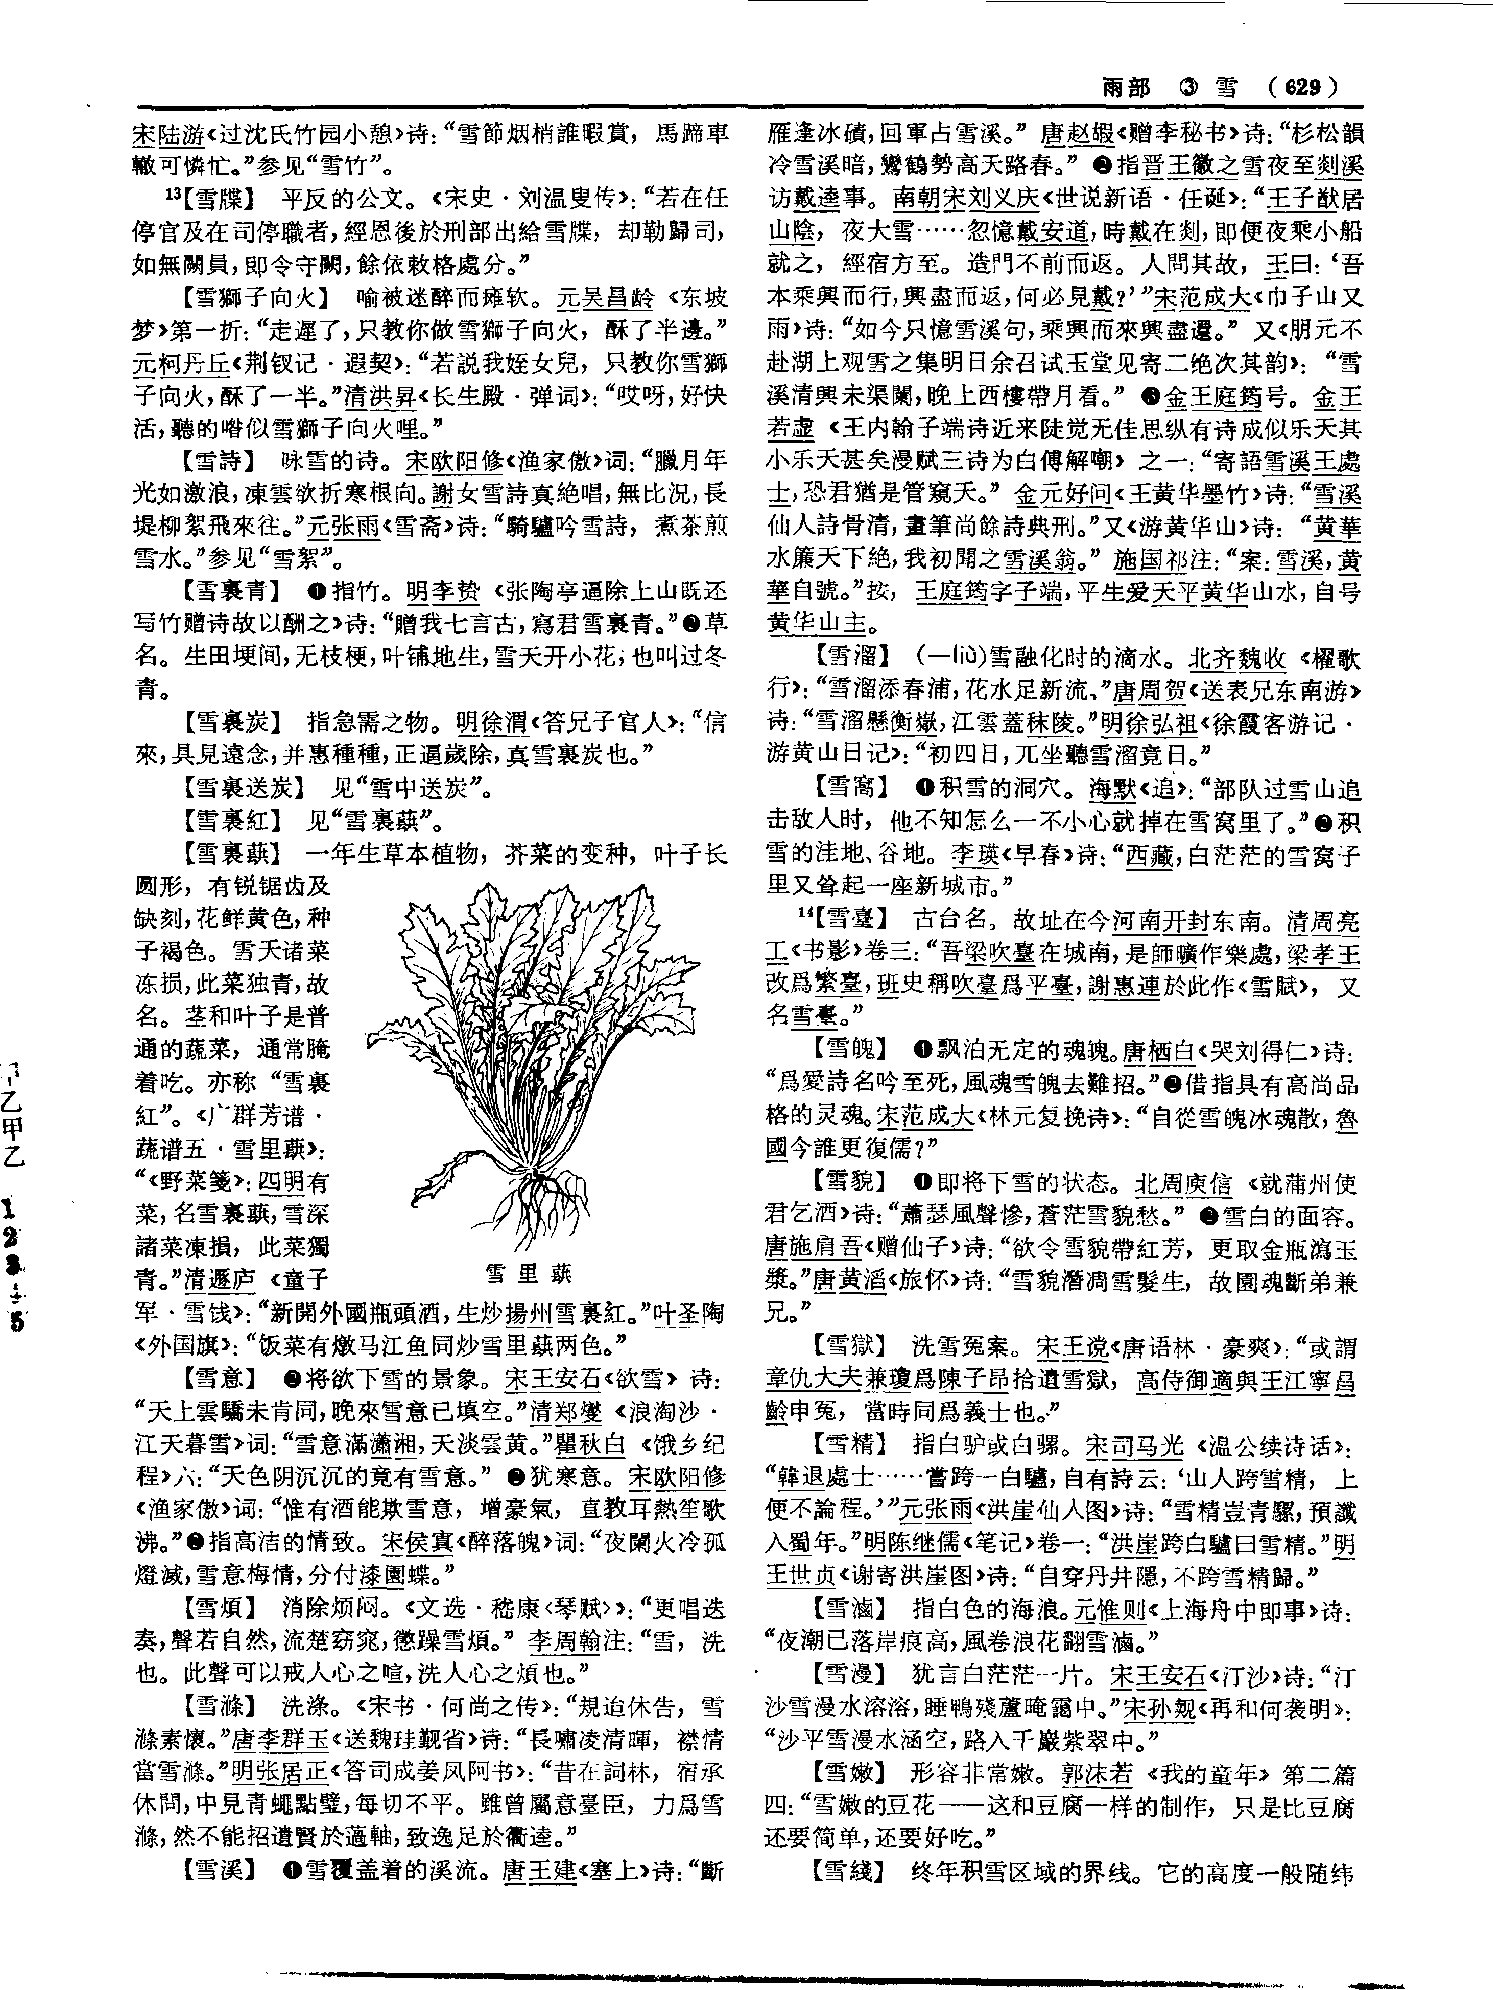 雨部 ③ 雪 (629)
宋陆游《过沈氏竹园小憩》诗：“雪節烟梢誰暇賞，馬蹄車
轍可憐忙。”参见“雪竹”。
¹³【雪牒】 平反的公文。《宋史·刘温叟传》：“若在任
停官及在司停職者，經恩後於刑部出給雪牒，却勒歸司，
如無闕員，即令守闕，餘依敕格處分。”
【雪獅子向火】 喻被迷醉而瘫软。元吴昌龄《东坡
梦》第一折：“走遲了，只教你做雪獅子向火，酥了半邊。”
元柯丹丘《荆钗记·遐契》：“若説我姪女兒，只教你雪獅
子向火，酥了一半。”清洪昇《长生殿·弹词》：“哎呀，好快
活，聽的喒似雪獅子向火哩。”
【雪詩】 咏雪的诗。宋欧阳修《渔家傲》词：“臘月年
光如激浪，凍雲欲折寒根向。謝女雪詩真絶唱，無比況，長
堤柳絮飛來往。”元张雨《雪斋》诗：“騎驢吟雪詩，煮茶煎
雪水。”参见“雪絮”。
【雪裏青】 ❶指竹。明李贽《张陶亭逼除上山既还
写竹赠诗故以酬之》诗：“贈我七言古，寫君雪裏青。”❷草
名。生田埂间，无枝梗，叶铺地生，雪天开小花；也叫过冬
青。
【雪裏炭】 指急需之物。明徐渭《答兄子官人》：“信
來，具見遠念，并惠種種，正逼歲除，真雪裏炭也。”
【雪裏送炭】 见“雪中送炭”。
【雪裏紅】 见“雪裏蕻”。
【雪裏蕻】 一年生草本植物，芥菜的变种，叶子长
圆形，有锐锯齿及
缺刻，花鲜黄色，种
子褐色。雪天诸菜
冻损，此菜独青，故
名。茎和叶子是普
通的蔬菜，通常腌
着吃。亦称“雪裏
紅”。《广群芳谱·
蔬谱五·雪里蕻》：
“《野菜箋》：四明有
菜，名雪裏蕻，雪深
諸菜凍損，此菜獨
青。”清遯庐《童子
军·雪饯》：“新開外國瓶頭酒，生炒揚州雪裏紅。”叶圣陶
《外国旗》：“饭菜有燉马江鱼同炒雪里蕻两色。”
雪里蕻
【雪意】 ❶将欲下雪的景象。宋王安石《欲雪》诗：
“天上雲驕未肯同，晚來雪意已填空。”清郑燮《浪淘沙·
江天暮雪》词：“雪意滿瀟湘，天淡雲黄。”瞿秋白《饿乡纪
程》六：“天色阴沉沉的竟有雪意。” ❷犹寒意。宋欧阳修
《渔家傲》词：“惟有酒能欺雪意，增豪氣，直教耳熱笙歌
沸。”❸指高洁的情致。宋侯寘《醉落魄》词：“夜闌火冷孤
燈滅，雪意梅情，分付漆園蝶。”
【雪煩】 消除烦闷。《文选·嵇康〈琴赋〉》：“更唱迭
奏，聲若自然，流楚窈窕，懲躁雪煩。”李周翰注：“雪，洗
也。此聲可以戒人心之喧，洗人心之煩也。”
【雪滌】 洗涤。《宋书·何尚之传》：“規迫休告，雪
滌素懷。”唐李群玉《送魏珪觐省》诗：“長嘯凌清暉，襟情
當雪滌。”明张居正《答司成姜凤阿书》：“昔在詞林，宿承
休問，中見青蠅點璧，每切不平。雖曾屬意臺臣，力爲雪
滌，然不能招遺賢於薖軸，致逸足於衢逵。”
【雪溪】 ❶雪覆盖着的溪流。唐王建《塞上》诗：“斷
雁逢冰磧，回軍占雪溪。”唐赵嘏《赠李秘书》诗：“杉松韻
冷雪溪暗，鸞鶴勢高天路春。” ❷指晋王徽之雪夜至剡溪
访戴逵事。南朝宋刘义庆《世说新语·任诞》：“王子猷居
山陰，夜大雪……忽憶戴安道，時戴在剡，即便夜乘小船
就之，經宿方至。造門不前而返。人問其故，王曰：‘吾
本乘興而行，興盡而返，何必見戴？’”宋范成大《巾子山又
雨》诗：“如今只憶雪溪句，乘興而來興盡還。”又《朋元不
赴湖上观雪之集明日余召试玉堂见寄二绝次其韵》：“雪
溪清興未渠闌，晚上西樓帶月看。” ❸金王庭筠号。金王
若虚《王内翰子端诗近来陡觉无佳思纵有诗成似乐天其
小乐天甚矣漫赋三诗为白傅解嘲》之一：“寄語雪溪王處
士，恐君猶是管窺天。”金元好问《王黄华墨竹》诗：“雪溪
仙人詩骨清，畫筆尚餘詩典刑。”又《游黄华山》诗：“黄華
水簾天下絶，我初聞之雪溪翁。”施国祁注：“案：雪溪，黄
華自號。”按，王庭筠字子端，平生爱天平黄华山水，自号
黄华山主。
【雪溜】 （—liù）雪融化时的滴水。北齐魏收《櫂歌
行》：“雪溜添春浦，花水足新流。”唐周贺《送表兄东南游》
诗：“雪溜懸衡嶽，江雲蓋秣陵。”明徐弘祖《徐霞客游记·
游黄山日记》：“初四日，兀坐聽雪溜竟日。”
【雪窩】 ❶积雪的洞穴。海默《追》：“部队过雪山追
击敌人时，他不知怎么一不小心就掉在雪窝里了。”❷积
雪的洼地、谷地。李瑛《早春》诗：“西藏，白茫茫的雪窝子
里又耸起一座新城市。”
¹⁴【雪臺】 古台名。故址在今河南开封东南。清周亮
工《书影》卷三：“吾梁吹臺在城南，是師曠作樂處，梁孝王
改爲繁臺，班史稱吹臺爲平臺，謝惠連於此作《雪賦》，又
名雪臺。”
【雪魄】 ❶飘泊无定的魂魄。唐栖白《哭刘得仁》诗：
“爲愛詩名吟至死，風魂雪魄去難招。”❷借指具有高尚品
格的灵魂。宋范成大《林元复挽诗》：“自從雪魄冰魂散，魯
國今誰更復儒？”
【雪貌】 ❶即将下雪的状态。北周庾信《就蒲州使
君乞酒》诗：“蕭瑟風聲慘，蒼茫雪貌愁。” ❷雪白的面容。
唐施肩吾《赠仙子》诗：“欲令雪貌帶紅芳，更取金瓶瀉玉
漿。”唐黄滔《旅怀》诗：“雪貌潛凋雪髮生，故園魂斷弟兼
兄。”
【雪獄】 洗雪冤案。宋王谠《唐语林·豪爽》：“或謂
章仇大夫兼瓊爲陳子昂拾遺雪獄，高侍御適與王江寧昌
齡申冤，當時同爲義士也。”
【雪精】 指白驴或白骡。宋司马光《温公续诗话》：
“韓退處士……嘗跨一白驢，自有詩云：‘山人跨雪精，上
便不論程。’”元张雨《洪崖仙人图》诗：“雪精豈青騾，預讖
入蜀年。”明陈继儒《笔记》卷一：“洪崖跨白驢曰雪精。”明
王世贞《谢寄洪崖图》诗：“自穿丹井隱，不跨雪精歸。”
【雪滷】 指白色的海浪。元惟则《上海舟中即事》诗：
“夜潮已落岸痕高，風卷浪花翻雪滷。”
【雪漫】 犹言白茫茫一片。宋王安石《汀沙》诗：“汀
沙雪漫水溶溶，睡鴨殘蘆晻靄中。”宋孙觌《再和何袭明》：
“沙平雪漫水涵空，路入千巖紫翠中。”
【雪嫩】 形容非常嫩。郭沫若《我的童年》第二篇
四：“雪嫩的豆花——这和豆腐一样的制作，只是比豆腐
还要简单，还要好吃。”
【雪綫】 终年积雪区域的界线。它的高度一般随纬